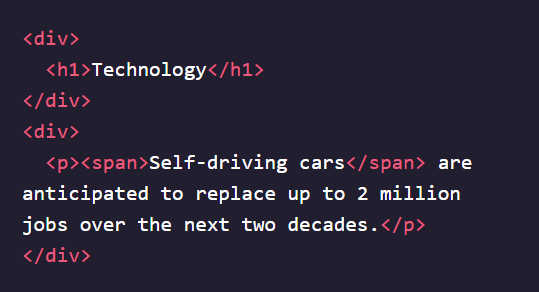 <div>
  <h1>Technology</h1>
</div>
<div>
  <p><span>Self-driving cars</span> are
anticipated to replace up to 2 million
jobs over the next two decades.</p>
</div>